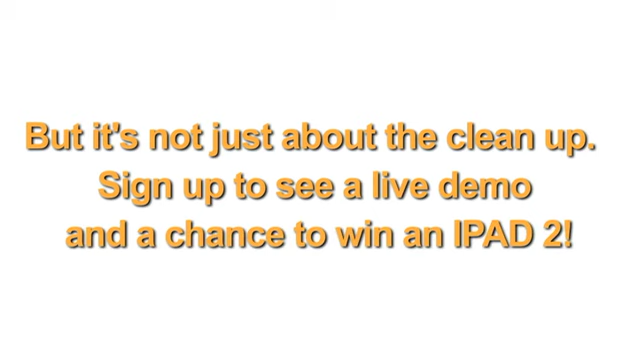 But it's not just about the clean up.
Sign up to see a live demo
and a chance to win an IPAD 2!